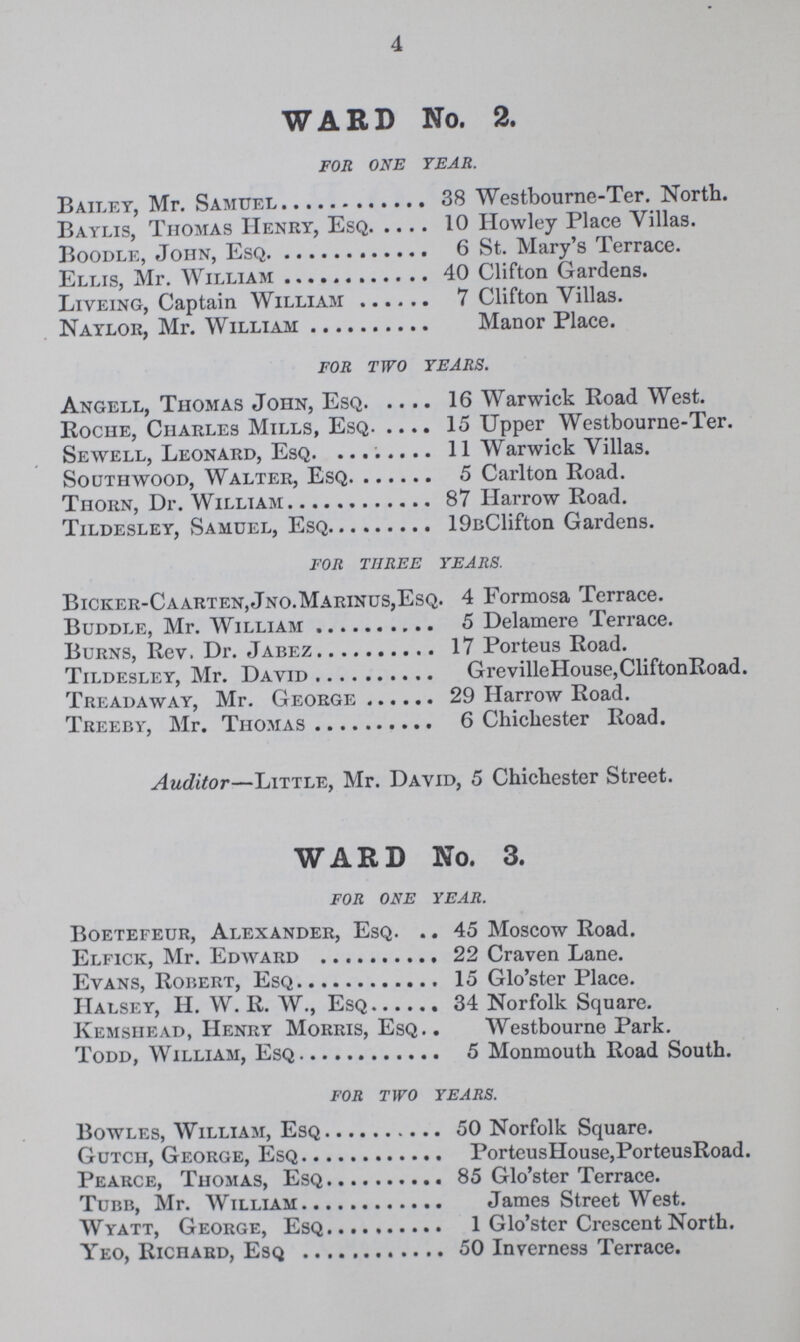 4
WARD No. 2.
FOR ONE YEAR.
BAILEY, Mr. SAMUEL............ 38 Westbourne-Ter. North.
BAYLIS, THOMAS HENRY, ESQ. .... 10 Howley Place Villas.
BOODLE, JOHN, ESQ. ............ 6 St. Mary's Terrace.
ELLIS, Mr. WILLIAM ............ 40 Clifton Gardens.
LIVEING, Captain WILLIAM ...... 7 Clifton Villas.
NAYLOR, Mr. WILLIAM .......... Manor Place.
FOR TWO YEARS.
ANGELL, THOMAS JOHN, ESQ. .... 16 Warwick Road West.
ROCHE, CHARLES MILLS, ESQ. .... 15 Upper Westbourne-Ter.
SEWELL, LEONARD, ESQ. ........ 11 Warwick Villas.
SOUTHWOOD, WALTER, ESQ. ...... 5 Carlton Road.
THORN, Dr. WILLIAM............ 87 Harrow Road.
TILDESLEY, SAMUEL, ESQ......... 19BClifton Gardens.
FOR THREE YEARS.
BICKER-CAARTEN,JNO.MARINUS,ESQ. 4 Formosa Terrace.
BUDDLE, Mr. WILLIAM .......... 5 Delamere Terrace.
BURNS, Rev. Dr. JABEZ.......... 17 Porteus Road.
TILDESLEY, Mr. DAVID .......... GrevilleHouse,CliftonRoad.
TREADAWAY, Mr. GEORGE ...... 29 Harrow Road.
TREEBY, Mr. THOMAS .......... 6 Chichester Road.
Auditor—LITTLE, Mr. DAVID, 5 Chichester Street.
WARD No. 3.
FOR ONE YEAR.
BOETEFEUR, ALEXANDER, ESQ. .. 45 Moscow Road.
ELFICK, Mr. EDWARD .......... 22 Craven Lane.
EVANS, ROBERT, ESQ............ 15 Glo'ster Place.
HALSEY, H. W. R. W., ESQ...... 34 Norfolk Square.
KEMSHEAD, HENRY MORRIS, ESQ.. Westbourne Park.
TODD, WILLIAM, ESQ............ 5 Monmouth Road South.
FOR TWO YEARS.
BOWLES, WILLIAM, ESQ.......... 50 Norfolk Square.
GUTCH, GEORGE, ESQ............ PorteusHouse,PorteusRoad.
PEARCE, THOMAS, ESQ.......... 85 Glo'ster Terrace.
TUBB, Mr. WILLIAM............ James Street West.
WYATT, GEORGE, ESQ.......... 1 Glo'ster Crescent North.
YEO, RICHARD, ESQ ............ 50 Inverness Terrace.